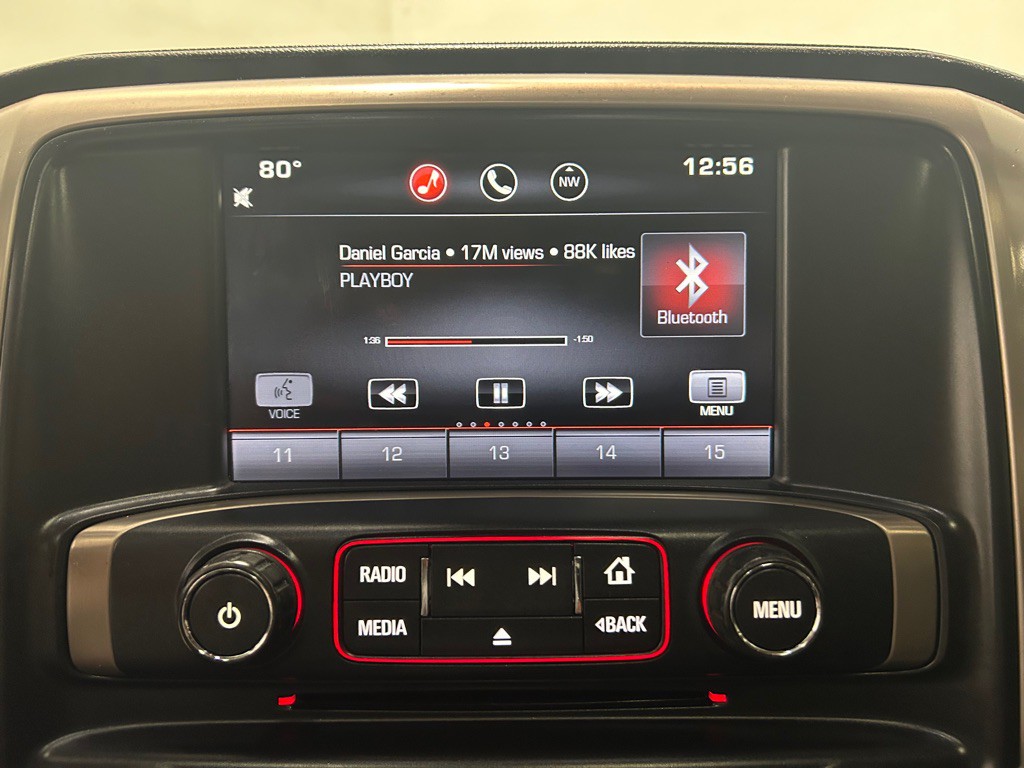 80°
12:56
NW
Daniel Garcia • 17M views • 88K likes
PLAYBOY
Bluetooth
1:36
-1:50
VOICE
MENU
11 12 13 14 15
RADIO
MEDIA
BACK
MENU